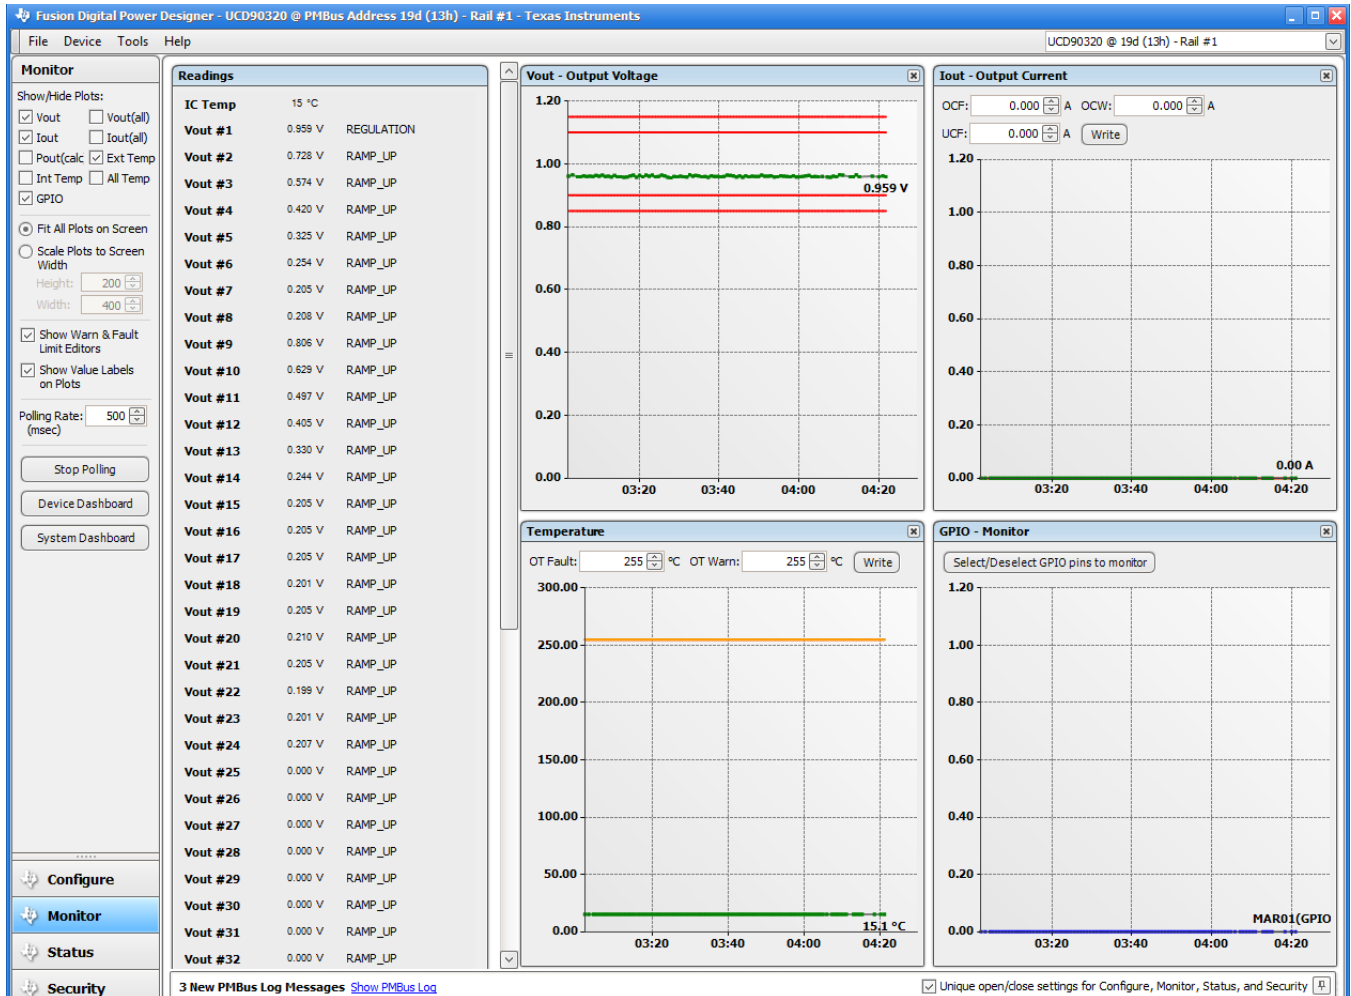 Fusion Digital Power Designer - UCD90320 @ PMBus Address 19d (13h) - Rail #1 - Texas Instruments
File Device Tools Help
UCD90320 @ 19d (13h) - Rail #1
Monitor
Show/Hide Plots:
Vout Vout(all)
Iout Iout(all)
Pout(calc Ext Temp
Int Temp All Temp
GPIO
Fit All Plots on Screen
Scale Plots to Screen
Width
Height: 200
Width: 400
Show Warn & Fault
Limit Editors
Show Value Labels
on Plots
Polling Rate: 500
(msec)
Stop Polling
Device Dashboard
System Dashboard
Configure
Monitor
Status
Security
Readings
IC Temp 15 °C
Vout #1 0.959 V REGULATION
Vout #2 0.728 V RAMP_UP
Vout #3 0.574 V RAMP_UP
Vout #4 0.420 V RAMP_UP
Vout #5 0.325 V RAMP_UP
Vout #6 0.254 V RAMP_UP
Vout #7 0.205 V RAMP_UP
Vout #8 0.208 V RAMP_UP
Vout #9 0.806 V RAMP_UP
Vout #10 0.629 V RAMP_UP
Vout #11 0.497 V RAMP_UP
Vout #12 0.405 V RAMP_UP
Vout #13 0.330 V RAMP_UP
Vout #14 0.244 V RAMP_UP
Vout #15 0.205 V RAMP_UP
Vout #16 0.205 V RAMP_UP
Vout #17 0.205 V RAMP_UP
Vout #18 0.201 V RAMP_UP
Vout #19 0.205 V RAMP_UP
Vout #20 0.210 V RAMP_UP
Vout #21 0.205 V RAMP_UP
Vout #22 0.199 V RAMP_UP
Vout #23 0.201 V RAMP_UP
Vout #24 0.207 V RAMP_UP
Vout #25 0.000 V RAMP_UP
Vout #26 0.000 V RAMP_UP
Vout #27 0.000 V RAMP_UP
Vout #28 0.000 V RAMP_UP
Vout #29 0.000 V RAMP_UP
Vout #30 0.000 V RAMP_UP
Vout #31 0.000 V RAMP_UP
Vout #32 0.000 V RAMP_UP
Vout - Output Voltage
1.20
1.00
0.959 V
0.80
0.60
0.40
0.20
0.00
03:20 03:40 04:00 04:20
Iout - Output Current
OCF: 0.000 A OCW: 0.000 A
UCF: 0.000 A Write
1.20
1.00
0.80
0.60
0.40
0.20
0.00 A
0.00
03:20 03:40 04:00 04:20
Temperature
OT Fault: 255 °C OT Warn: 255 °C Write
300.00
250.00
200.00
150.00
100.00
50.00
15.1 °C
0.00
03:20 03:40 04:00 04:20
GPIO - Monitor
Select/Deselect GPIO pins to monitor
1.20
1.00
0.80
0.60
0.40
0.20
MAR01(GPIO
0.00
03:20 03:40 04:00 04:20
3 New PMBus Log Messages Show PMBus Log
Unique open/close settings for Configure, Monitor, Status, and Security